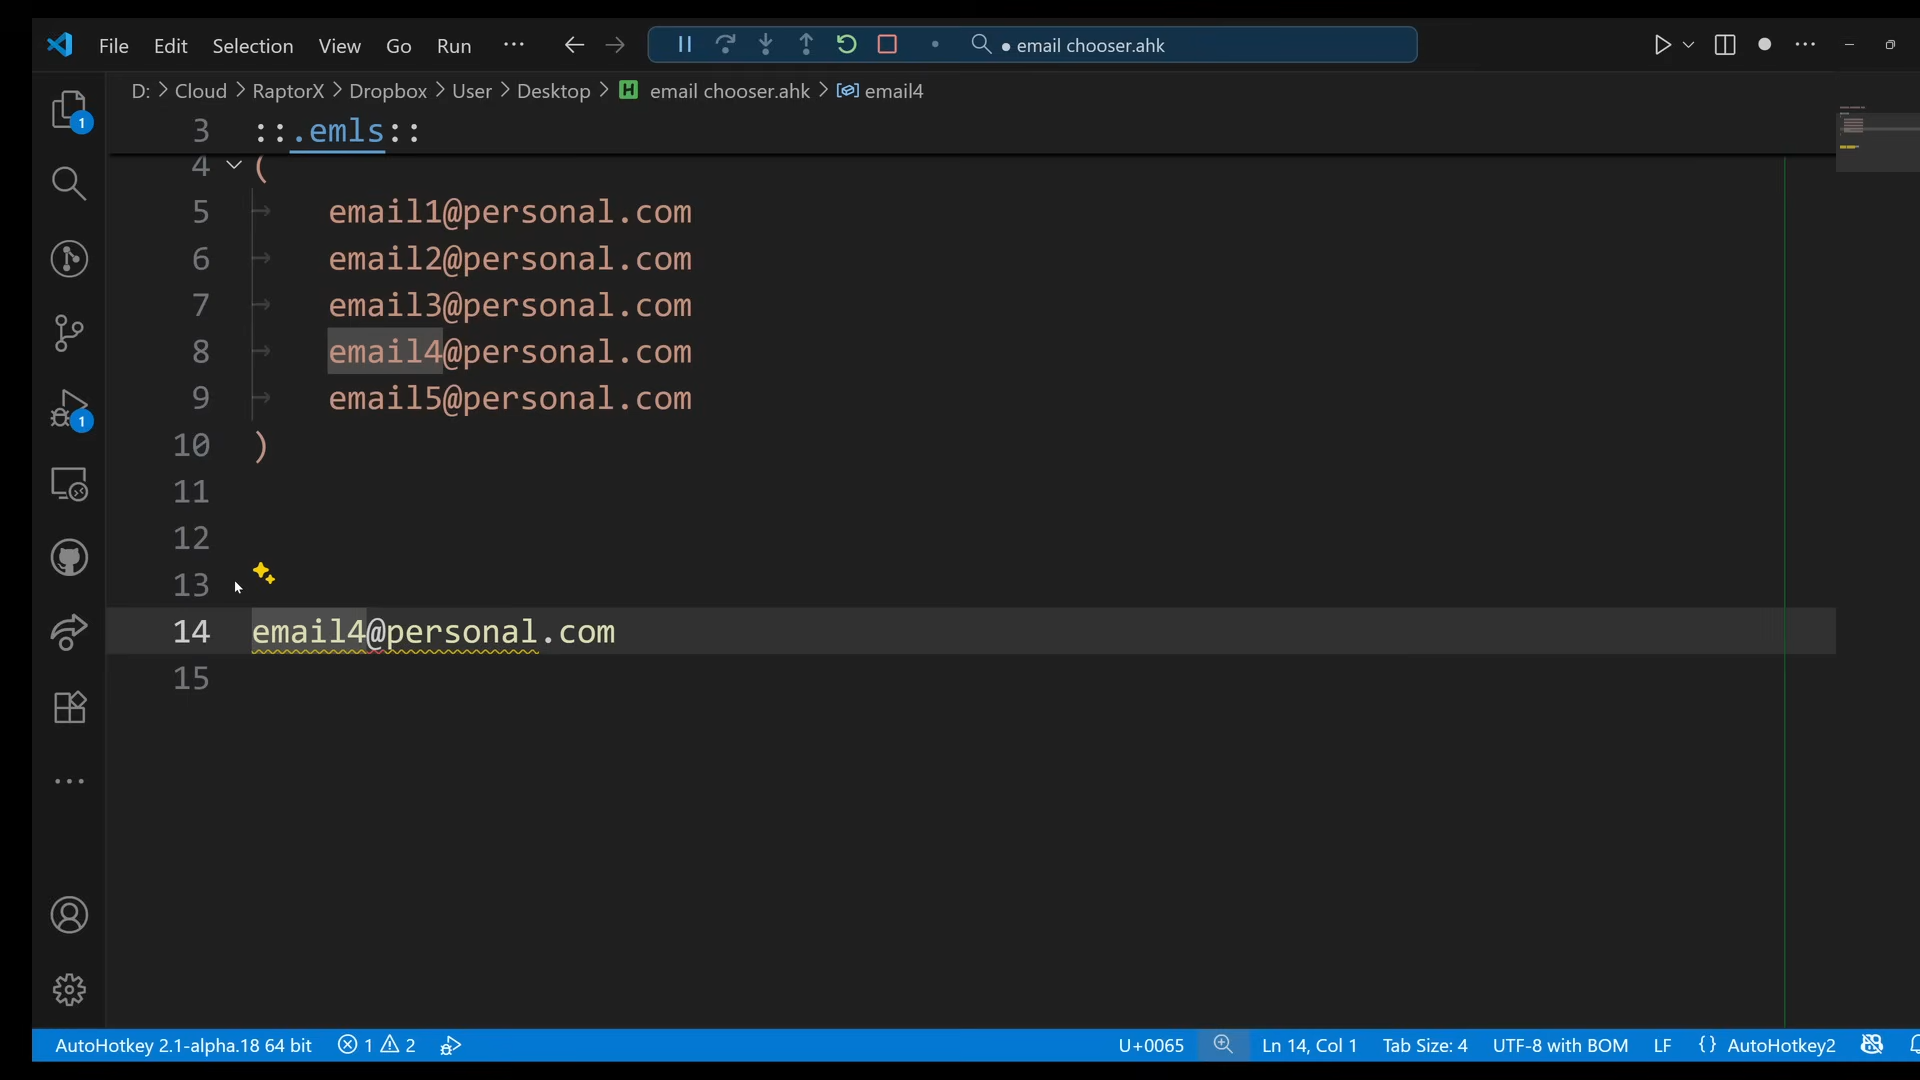 File Edit Selection View Go Run ··· email chooser.ahk
D: > Cloud > RaptorX > Dropbox > User > Desktop > email chooser.ahk > email4
3 ::.emls::
4 (
5 email1@personal.com
6 email2@personal.com
7 email3@personal.com
8 email4@personal.com
9 email5@personal.com
10 )
11
12
13
14 email4@personal.com
15
1
1
AutoHotkey 2.1-alpha.18 64 bit 1 2 U+0065 Ln 14, Col 1 Tab Size: 4 UTF-8 with BOM LF {} AutoHotkey2